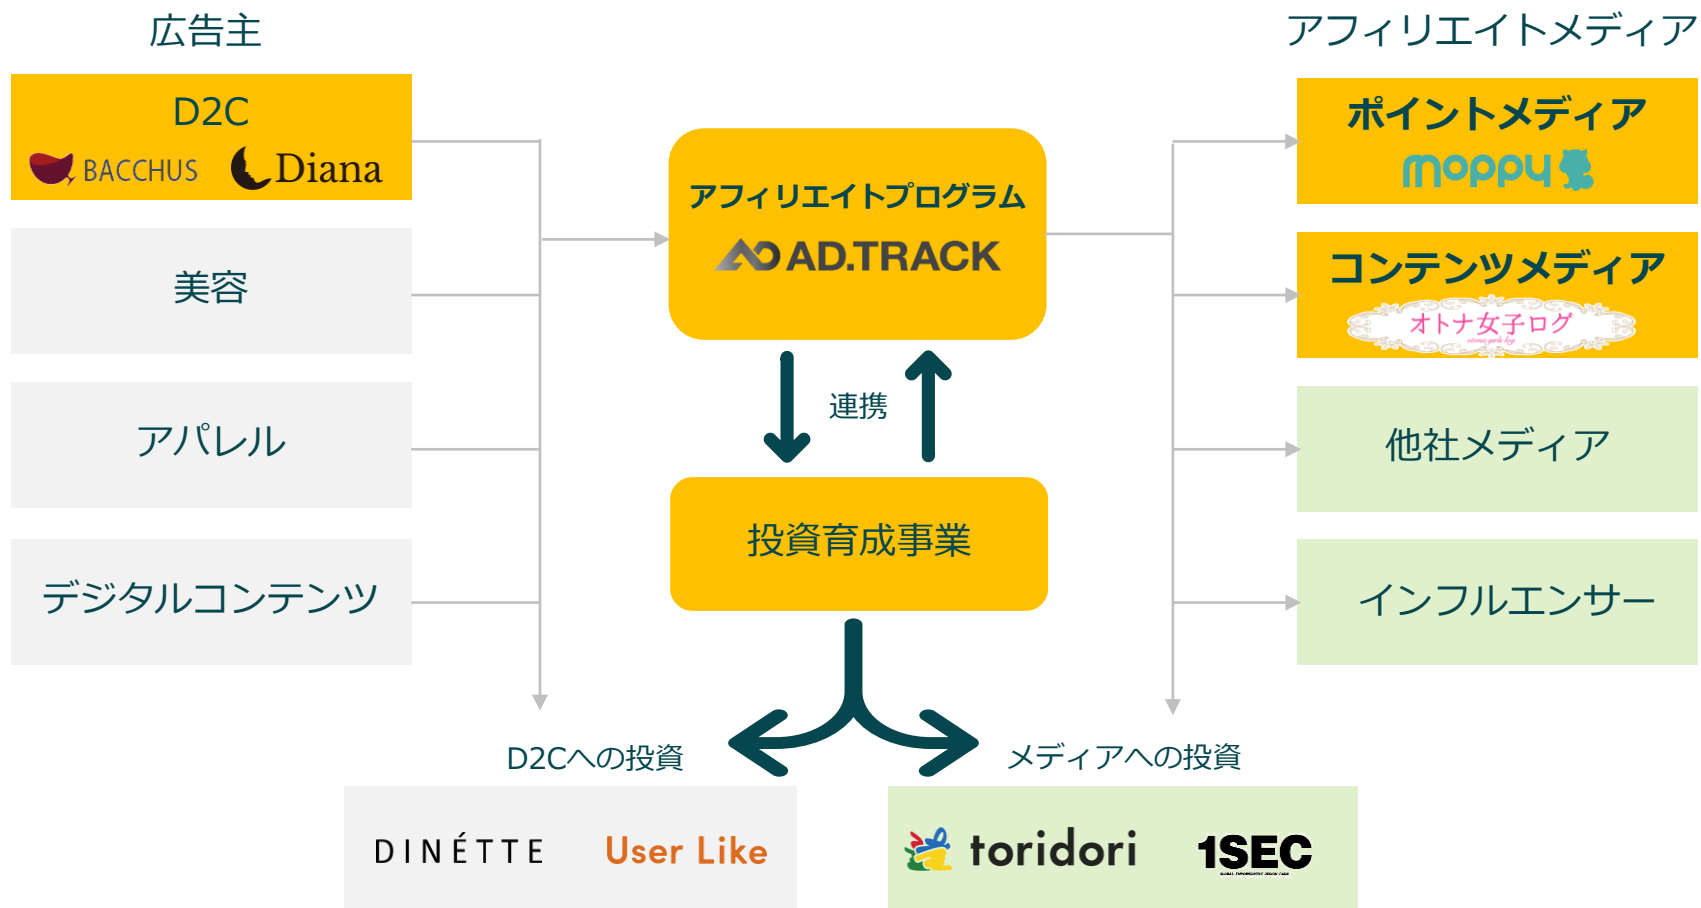 広告主
アフィリエイトメディア
D2C
BACCHUS
Diana
美容
アパレル
デジタルコンテンツ
アフィリエイトプログラム
AD.TRACK
連携
投資育成事業
ポイントメディア
moppy
コンテンツメディア
オトナ女子ログ
otona girls log
他社メディア
インフルエンサー
D2Cへの投資
メディアへの投資
DINÉTTE
User Like
toridori
1SEC